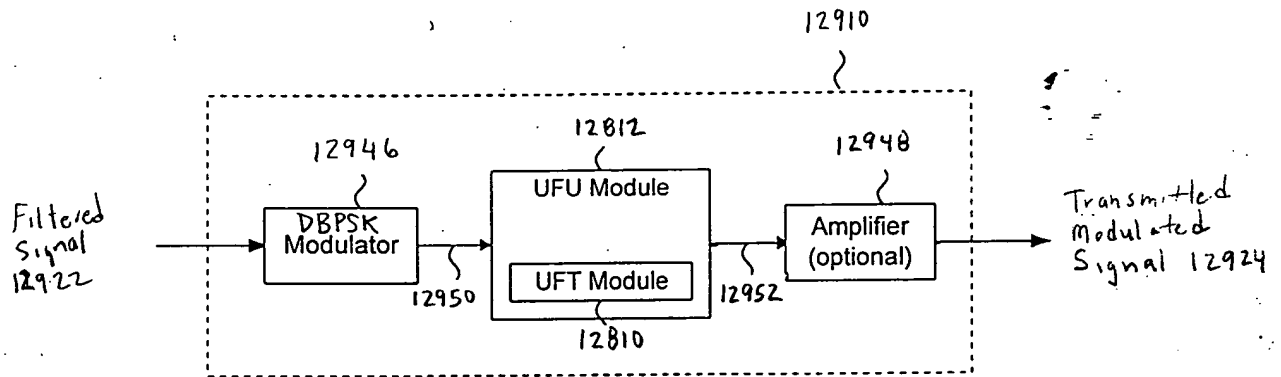 12910
12812
12946
12948
UFU Module
Filtered
Signal
12922
DBPSK
Modulator
Amplifier
(optional)
Transmitted
Modulated
Signal 12924
12950
UFT Module
12952
12810